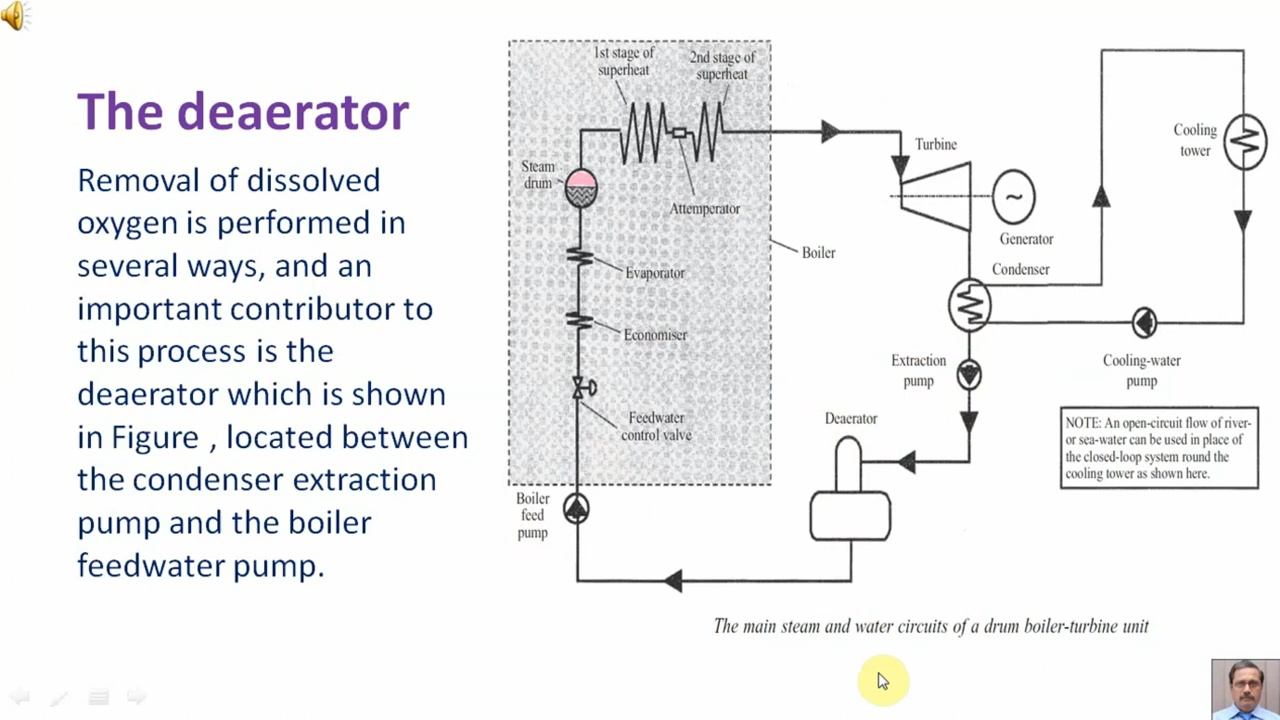 The deaerator
Removal of dissolved
oxygen is performed in
several ways, and an
important contributor to
this process is the
deaerator which is shown
in Figure , located between
the condenser extraction
pump and the boiler
feedwater pump.
1st stage of
superheat
2nd stage of
superheat
Steam
drum
Attemperator
Evaporator
Economiser
Feedwater
control valve
Boiler
feed
pump
Boiler
Turbine
Generator
Condenser
Extraction
pump
Deaerator
Cooling
tower
Cooling-water
pump
NOTE: An open-circuit flow of river-
or sea-water can be used in place of
the closed-loop system round the
cooling tower as shown here.
The main steam and water circuits of a drum boiler-turbine unit